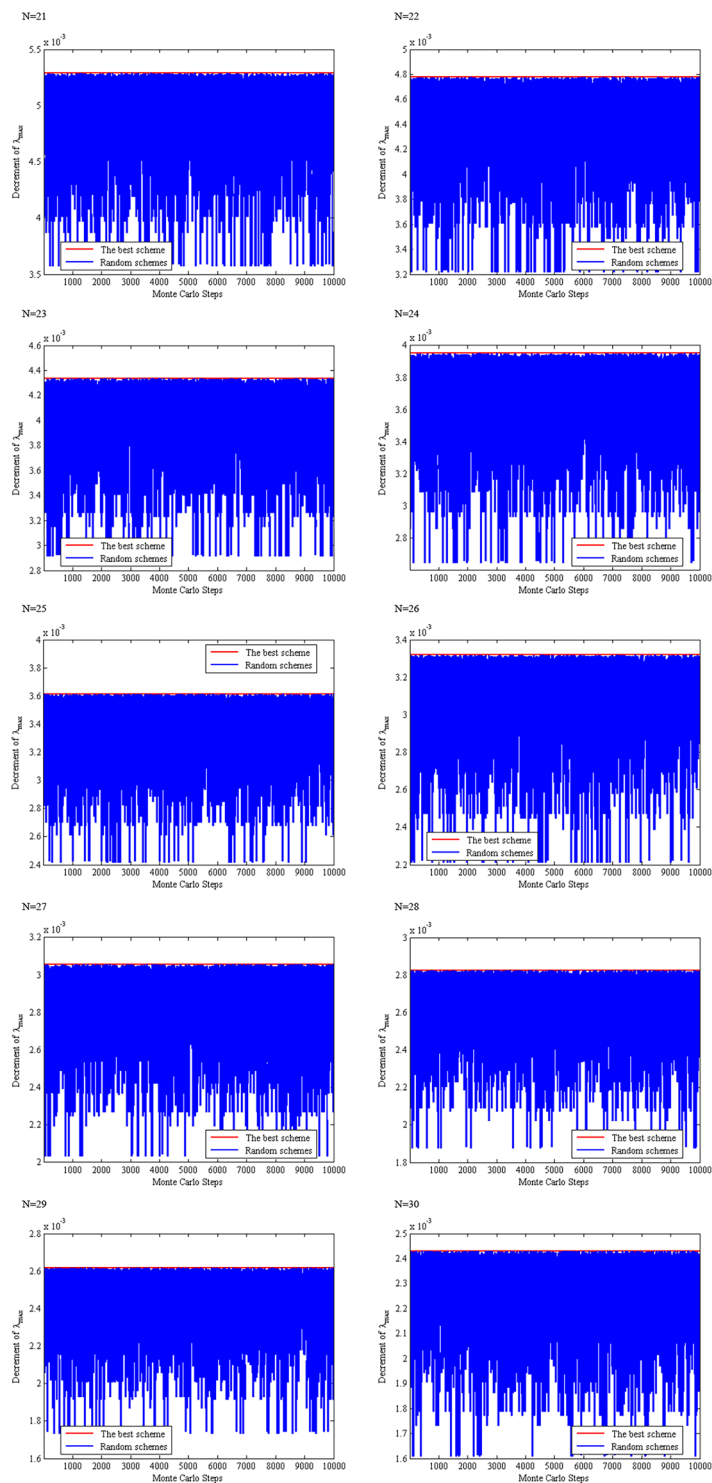 N=21
x 10⁻³
5.5
5
4.5
4
3.5
Decrement of λmax
The best scheme
Random schemes
1000 2000 3000 4000 5000 6000 7000 8000 9000 10000
Monte Carlo Steps
N=22
x 10⁻³
5
4.8
4.6
4.4
4.2
4
3.8
3.6
3.4
3.2
Decrement of λmax
The best scheme
Random schemes
1000 2000 3000 4000 5000 6000 7000 8000 9000 10000
Monte Carlo Steps
N=23
x 10⁻³
4.6
4.4
4.2
4
3.8
3.6
3.4
3.2
3
2.8
Decrement of λmax
The best scheme
Random schemes
1000 2000 3000 4000 5000 6000 7000 8000 9000 10000
Monte Carlo Steps
N=24
x 10⁻³
4
3.8
3.6
3.4
3.2
3
2.8
Decrement of λmax
The best scheme
Random schemes
1000 2000 3000 4000 5000 6000 7000 8000 9000 10000
Monte Carlo Steps
N=25
x 10⁻³
4
3.8
3.6
3.4
3.2
3
2.8
2.6
2.4
Decrement of λmax
The best scheme
Random schemes
1000 2000 3000 4000 5000 6000 7000 8000 9000 10000
Monte Carlo Steps
N=26
x 10⁻³
3.4
3.2
3
2.8
2.6
2.4
2.2
Decrement of λmax
The best scheme
Random schemes
1000 2000 3000 4000 5000 6000 7000 8000 9000 10000
Monte Carlo Steps
N=27
x 10⁻³
3.2
3
2.8
2.6
2.4
2.2
2
Decrement of λmax
The best scheme
Random schemes
1000 2000 3000 4000 5000 6000 7000 8000 9000 10000
Monte Carlo Steps
N=28
x 10⁻³
3
2.8
2.6
2.4
2.2
2
1.8
Decrement of λmax
The best scheme
Random schemes
1000 2000 3000 4000 5000 6000 7000 8000 9000 10000
Monte Carlo Steps
N=29
x 10⁻³
2.8
2.6
2.4
2.2
2
1.8
1.6
Decrement of λmax
The best scheme
Random schemes
1000 2000 3000 4000 5000 6000 7000 8000 9000 10000
Monte Carlo Steps
N=30
x 10⁻³
2.5
2.4
2.3
2.2
2.1
2
1.9
1.8
1.7
1.6
Decrement of λmax
The best scheme
Random schemes
1000 2000 3000 4000 5000 6000 7000 8000 9000 10000
Monte Carlo Steps